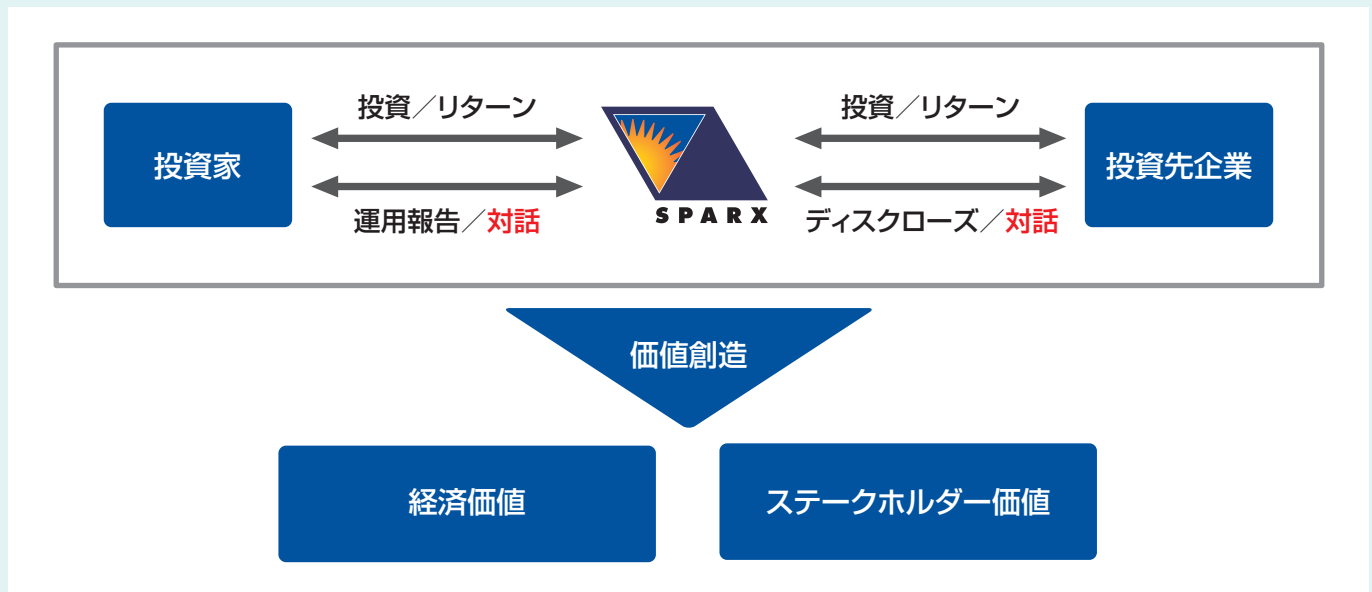 投資／リターン
投資／リターン
投資家
投資先企業
SPARX
運用報告／対話
ディスクローズ／対話
価値創造
経済価値
ステークホルダー価値